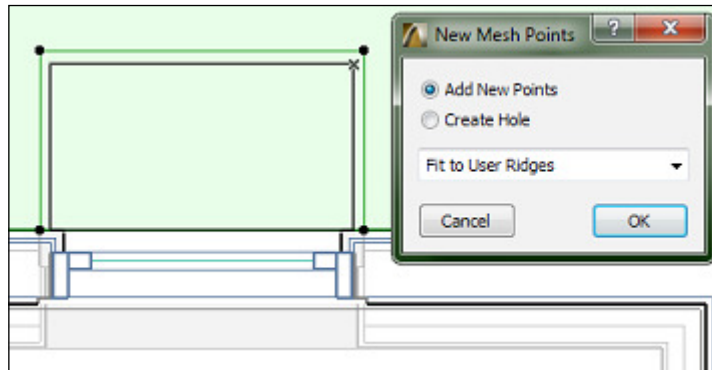 New Mesh Points
Add New Points
Create Hole
Fit to User Ridges
Cancel OK